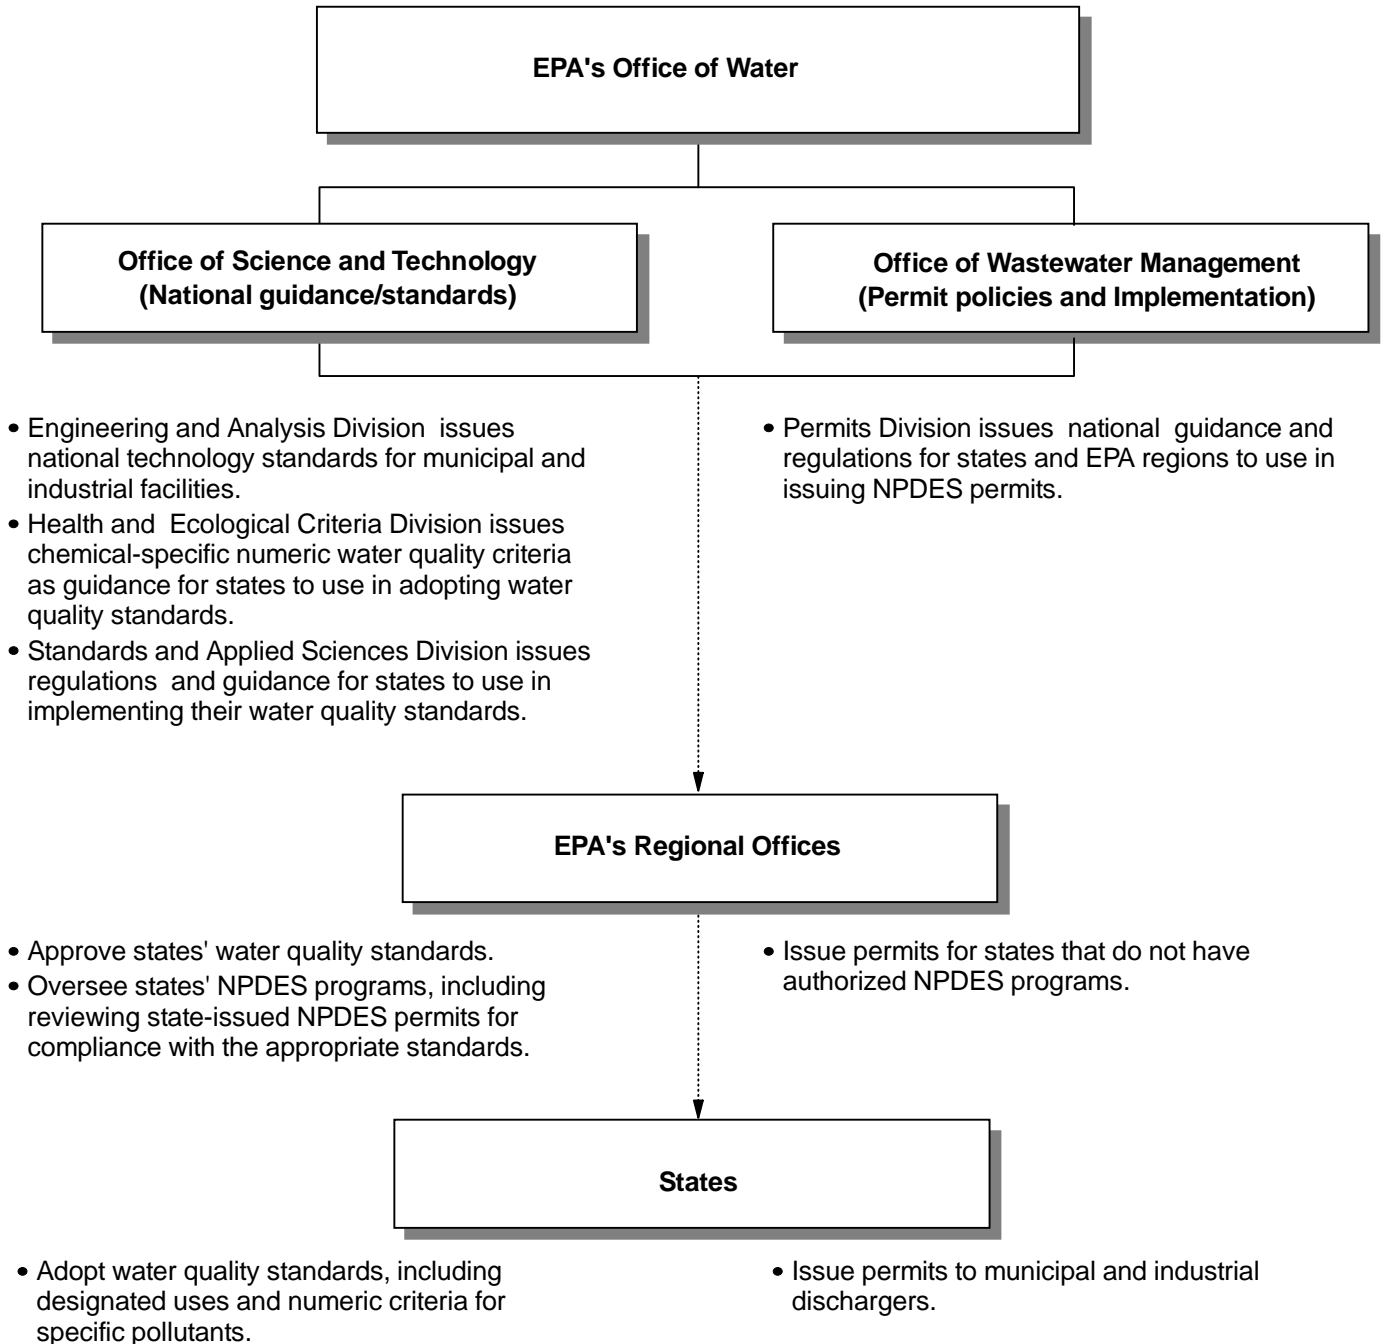 EPA's Office of Water
Office of Science and Technology
(National guidance/standards)
Office of Wastewater Management
(Permit policies and Implementation)
• Engineering and Analysis Division issues
national technology standards for municipal and
industrial facilities.
• Health and Ecological Criteria Division issues
chemical-specific numeric water quality criteria
as guidance for states to use in adopting water
quality standards.
• Standards and Applied Sciences Division issues
regulations and guidance for states to use in
implementing their water quality standards.
• Permits Division issues national guidance and
regulations for states and EPA regions to use in
issuing NPDES permits.
EPA's Regional Offices
• Approve states' water quality standards.
• Oversee states' NPDES programs, including
reviewing state-issued NPDES permits for
compliance with the appropriate standards.
• Issue permits for states that do not have
authorized NPDES programs.
States
• Adopt water quality standards, including
designated uses and numeric criteria for
specific pollutants.
• Issue permits to municipal and industrial
dischargers.